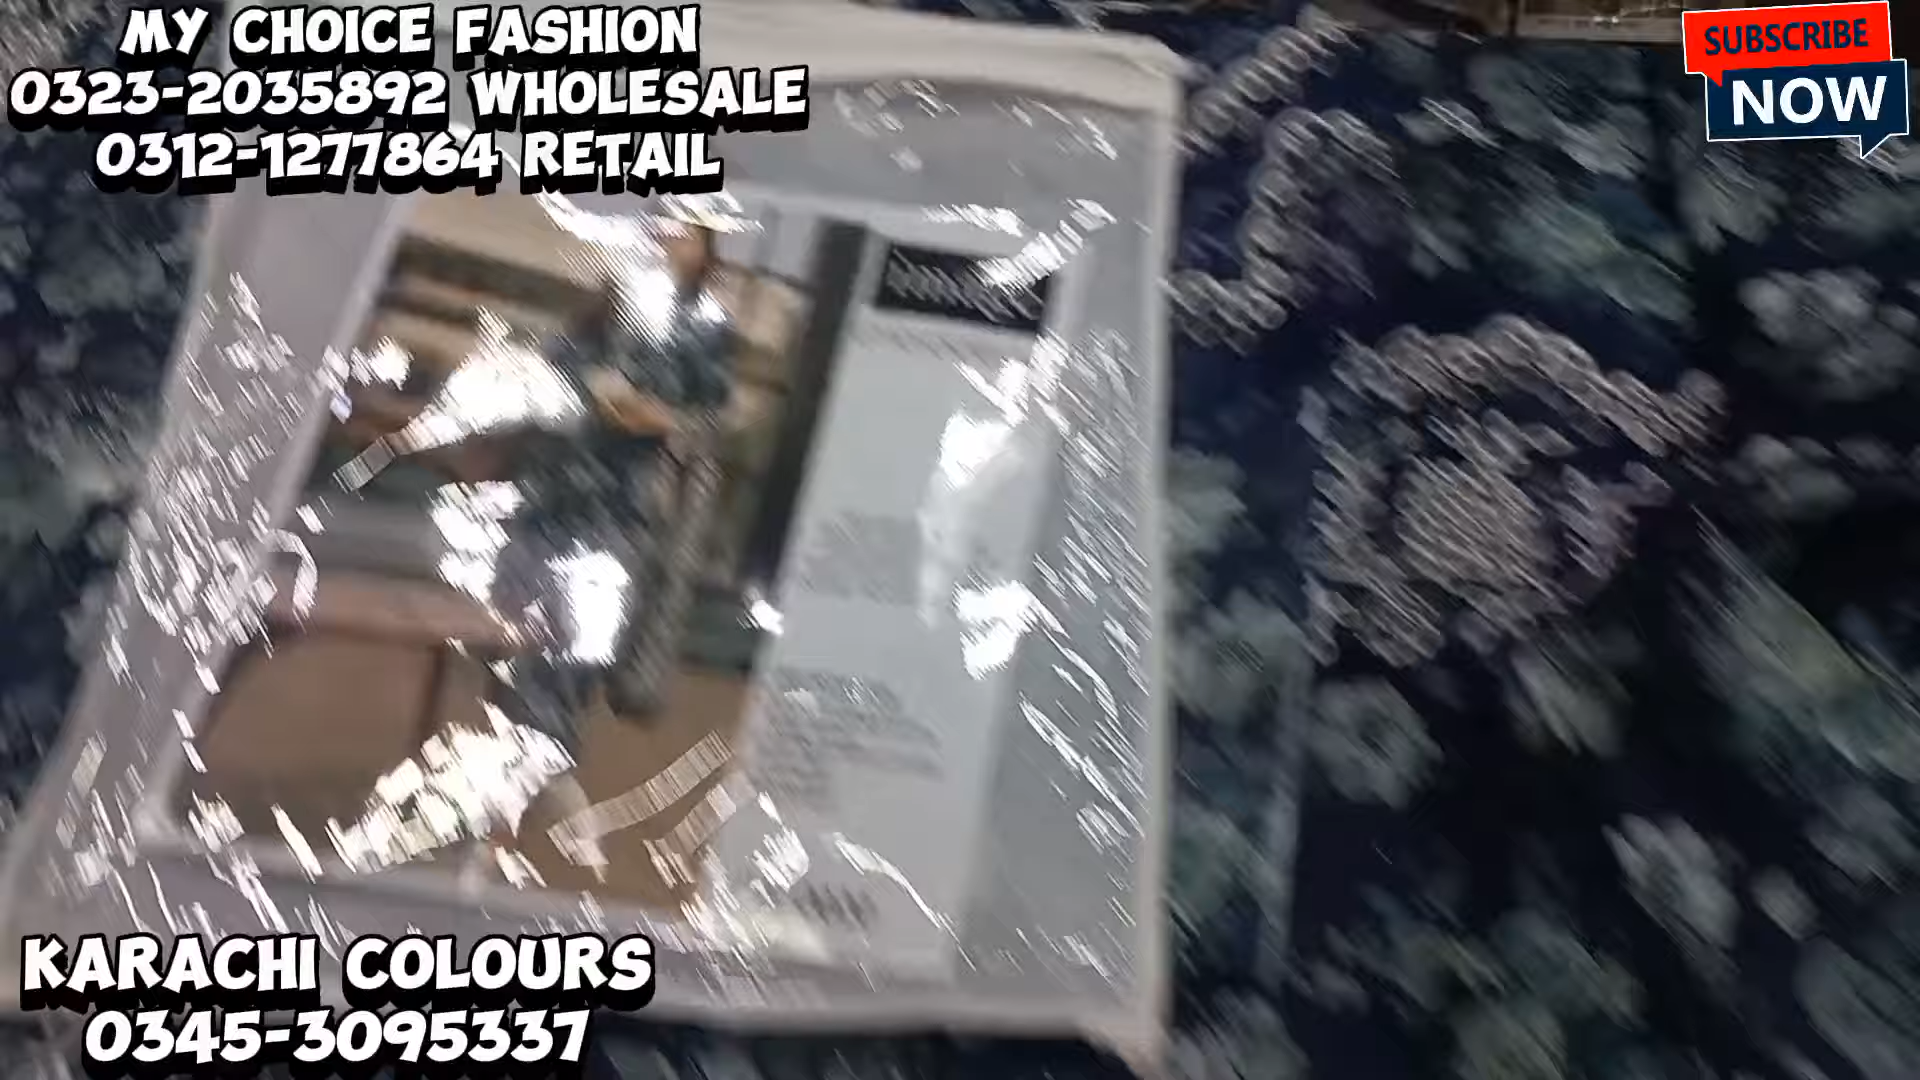 MY CHOICE FASHION
0323-2035892 WHOLESALE
0312-1277864 RETAIL
SUBSCRIBE
NOW
KARACHI COLOURS
0345-3095337